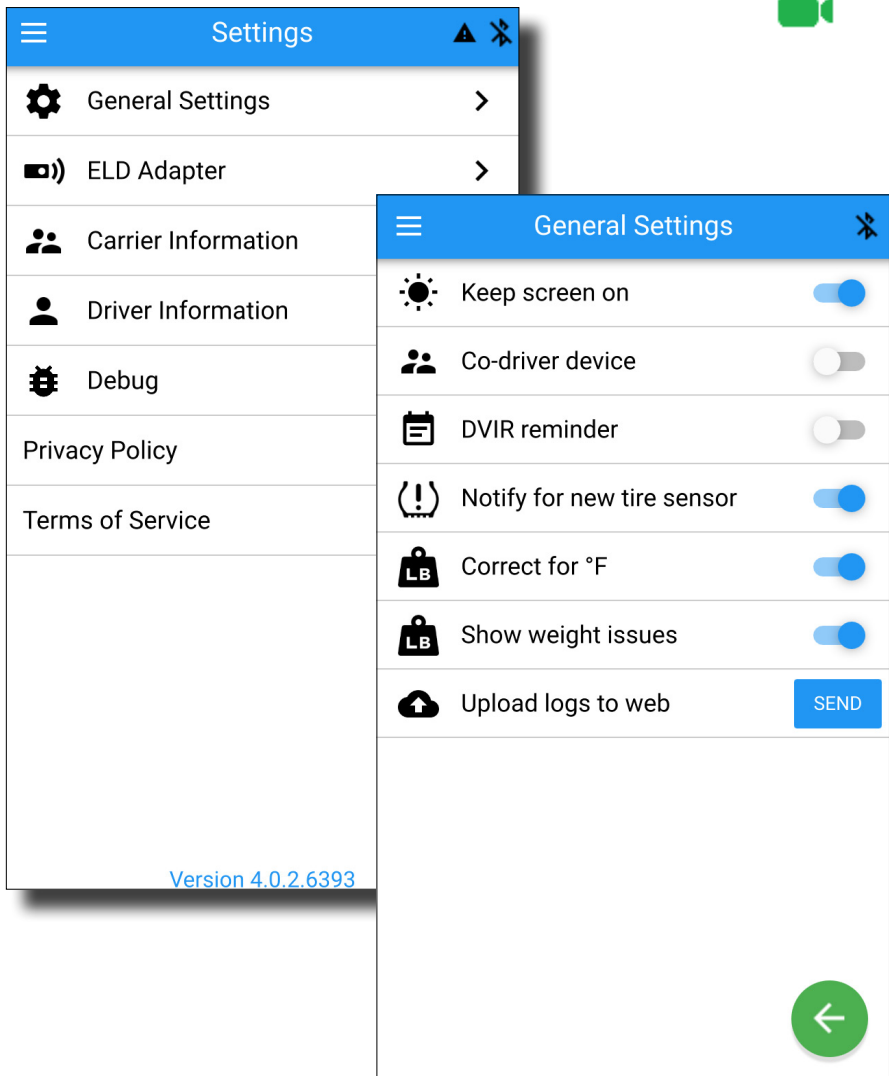 Settings
General Settings
ELD Adapter
Carrier Information
Driver Information
Debug
Privacy Policy
Terms of Service
Version 4.0.2.6393
General Settings
Keep screen on
Co-driver device
DVIR reminder
Notify for new tire sensor
LB Correct for °F
LB Show weight issues
Upload logs to web SEND